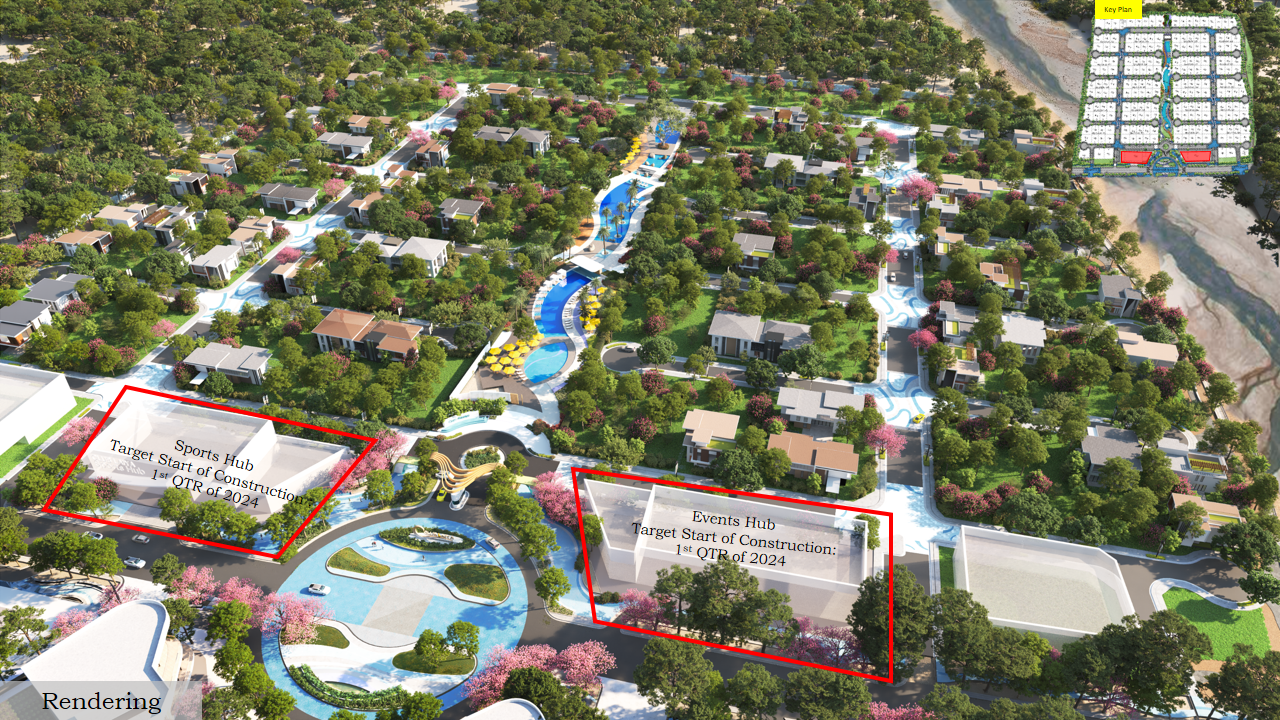 Key Plan
Sports Hub
Target Start of Construction:
1st QTR of 2024
Events Hub
Target Start of Construction:
1st QTR of 2024
Rendering